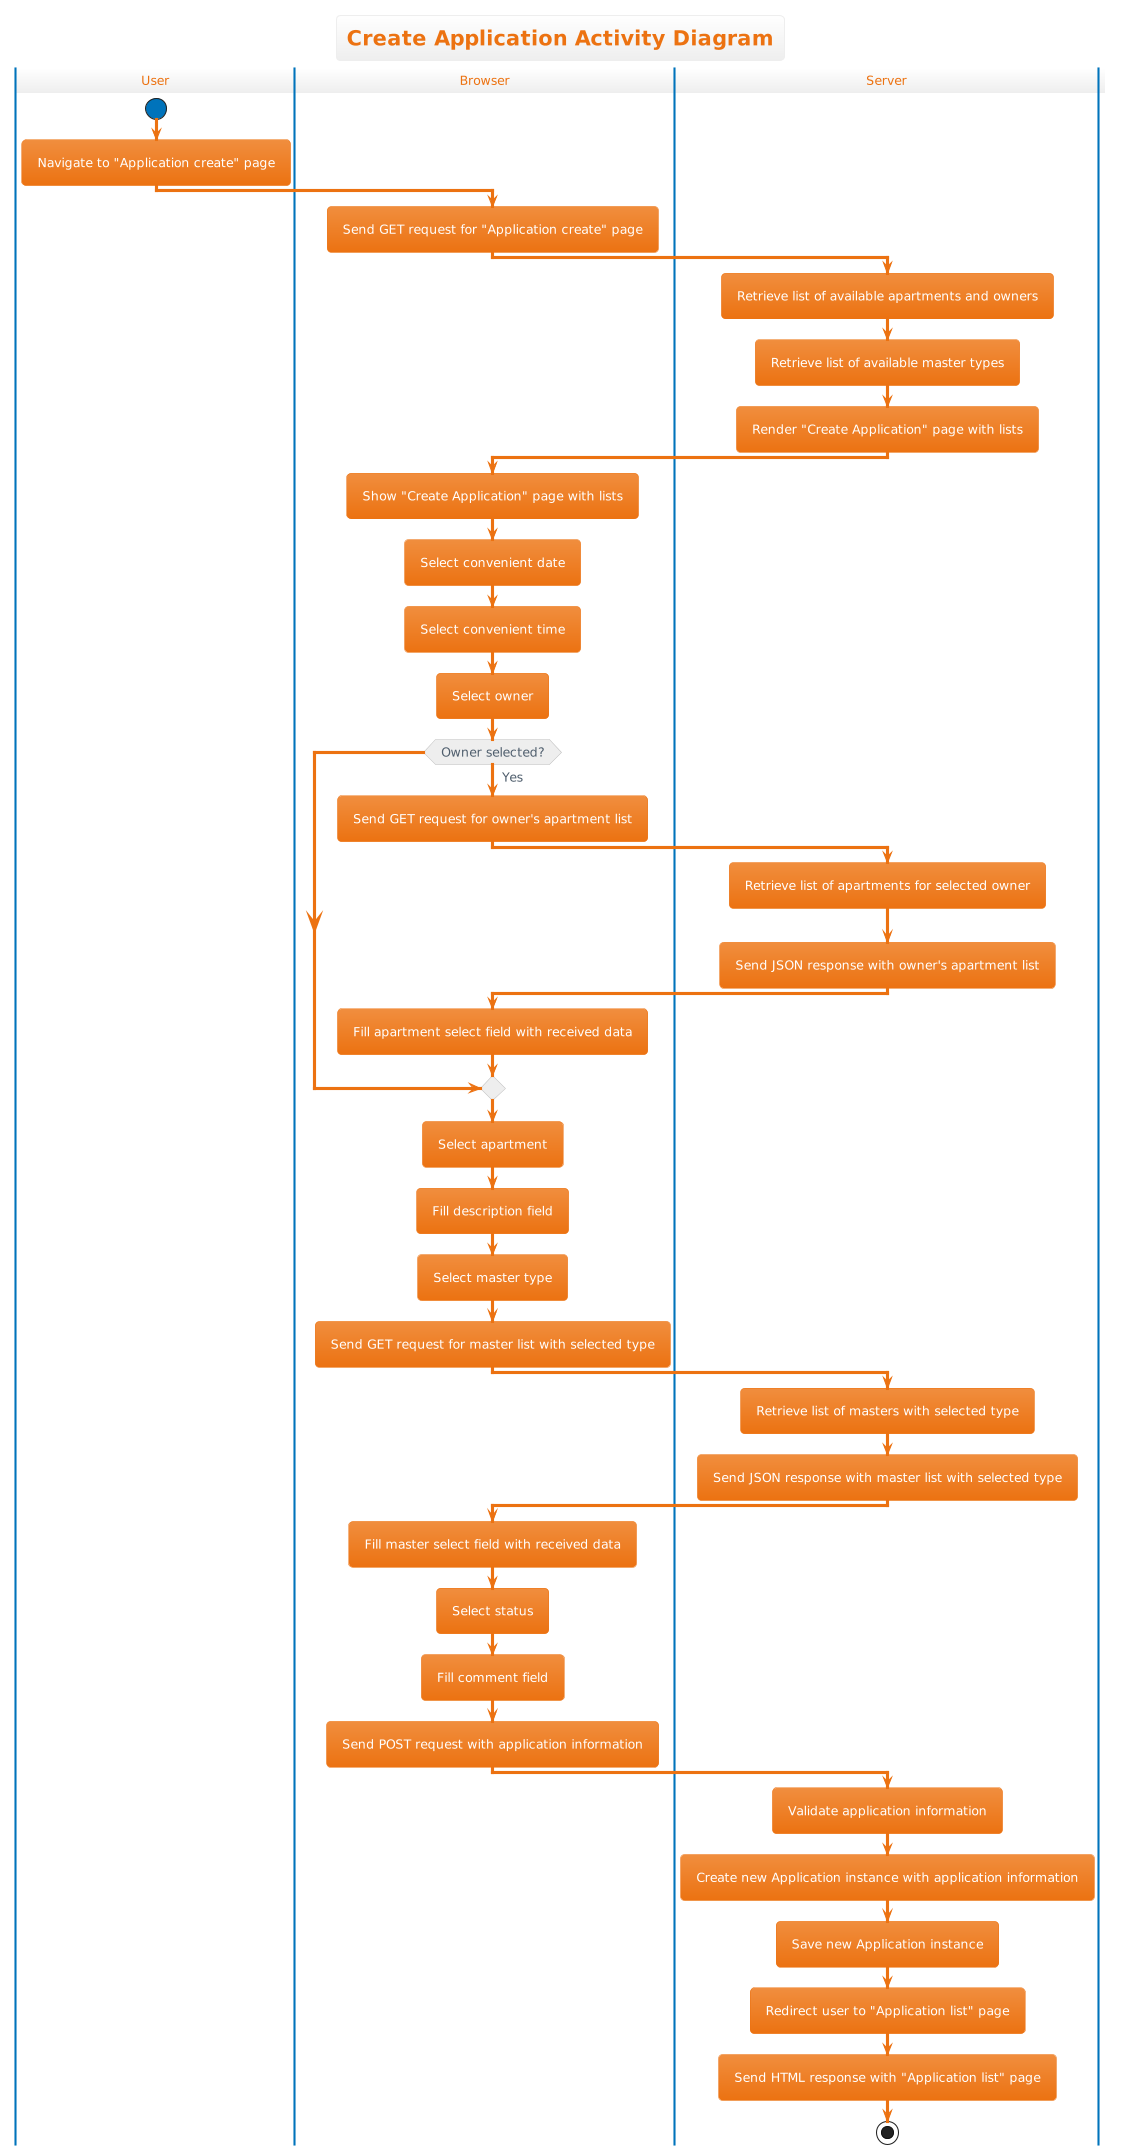 Create Application Activity Diagram
User
Browser
Server
Navigate to "Application create" page
Send GET request for "Application create" page
Retrieve list of available apartments and owners
Retrieve list of available master types
Render "Create Application" page with lists
Show "Create Application" page with lists
Select convenient date
Select convenient time
Select owner
Owner selected?
Yes
Send GET request for owner's apartment list
Retrieve list of apartments for selected owner
Send JSON response with owner's apartment list
Fill apartment select field with received data
Select apartment
Fill description field
Select master type
Send GET request for master list with selected type
Retrieve list of masters with selected type
Send JSON response with master list with selected type
Fill master select field with received data
Select status
Fill comment field
Send POST request with application information
Validate application information
Create new Application instance with application information
Save new Application instance
Redirect user to "Application list" page
Send HTML response with "Application list" page